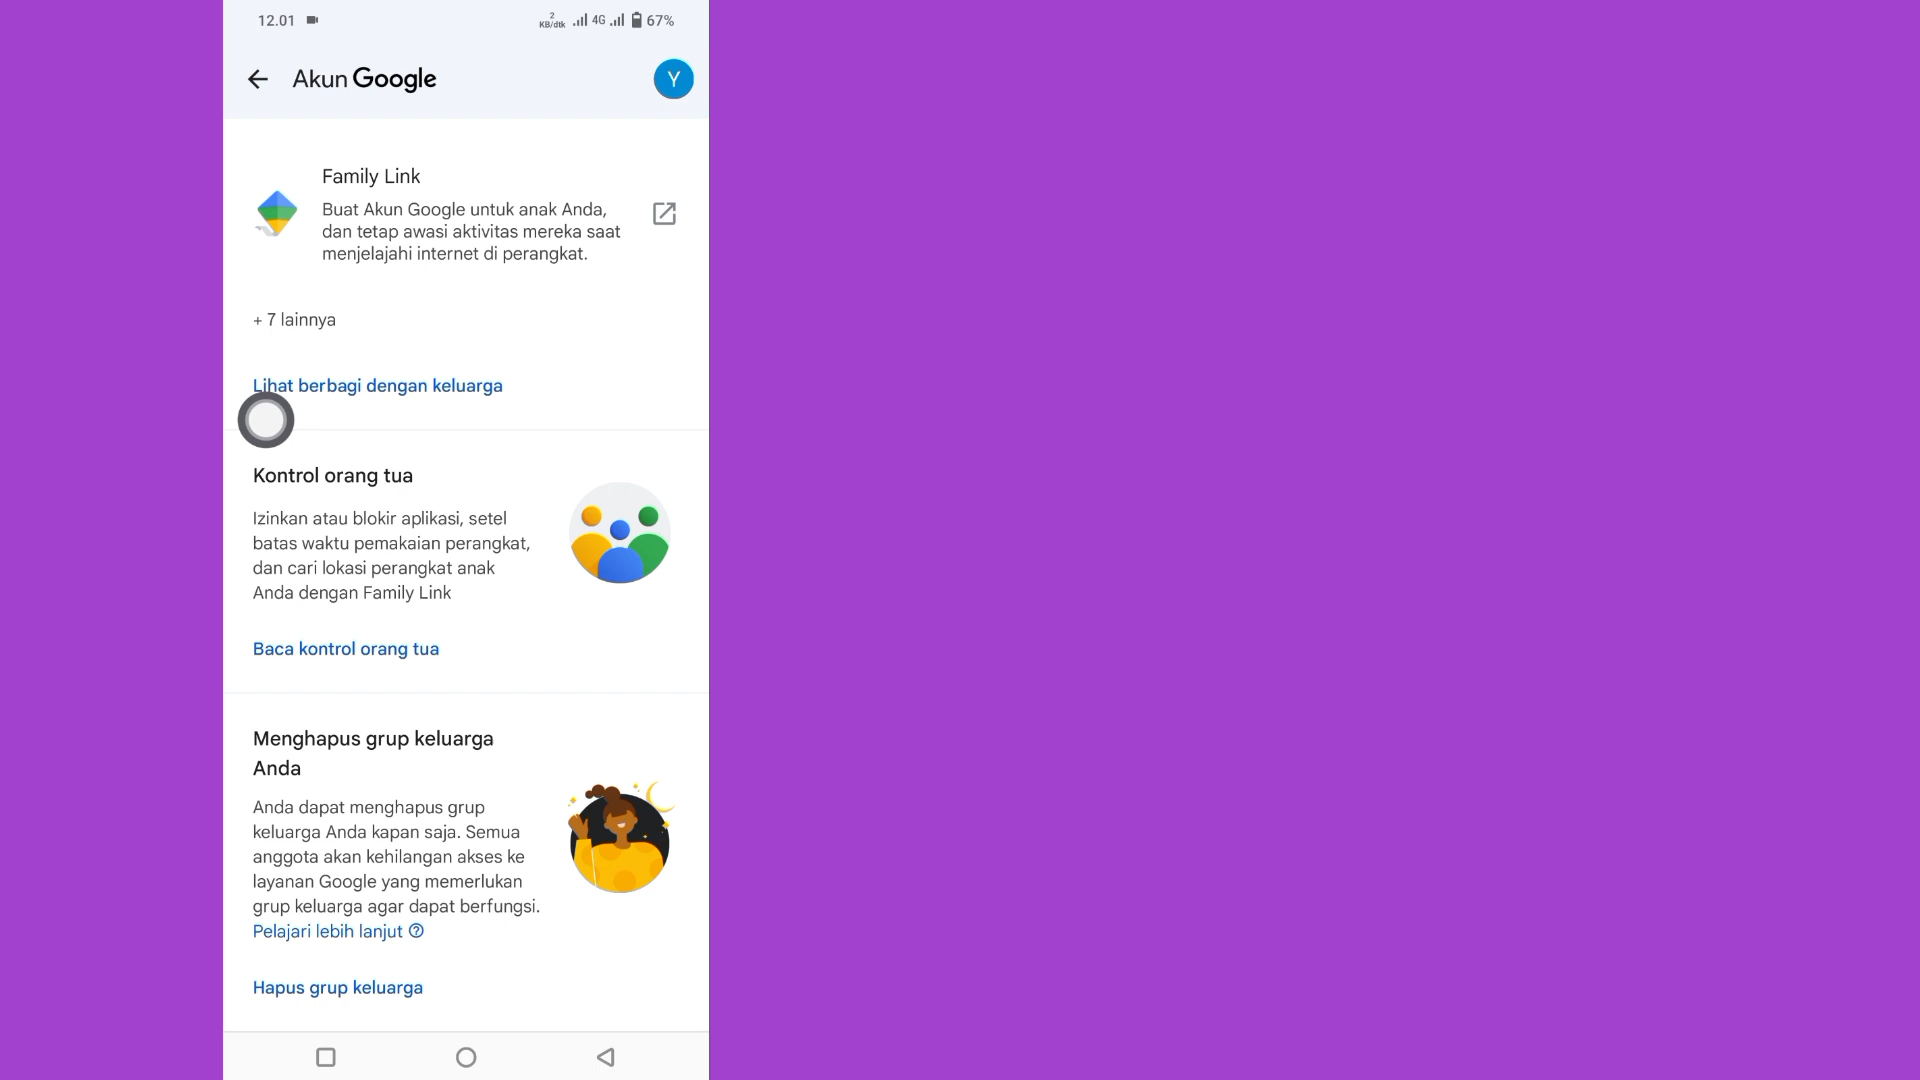 12.01
2
KB/dtk
4G
67%
Akun Google
Y
Family Link
Buat Akun Google untuk anak Anda,
dan tetap awasi aktivitas mereka saat
menjelajahi internet di perangkat.
+ 7 lainnya
Lihat berbagi dengan keluarga
Kontrol orang tua
Izinkan atau blokir aplikasi, setel
batas waktu pemakaian perangkat,
dan cari lokasi perangkat anak
Anda dengan Family Link
Baca kontrol orang tua
Menghapus grup keluarga
Anda
Anda dapat menghapus grup
keluarga Anda kapan saja. Semua
anggota akan kehilangan akses ke
layanan Google yang memerlukan
grup keluarga agar dapat berfungsi.
Pelajari lebih lanjut
Hapus grup keluarga